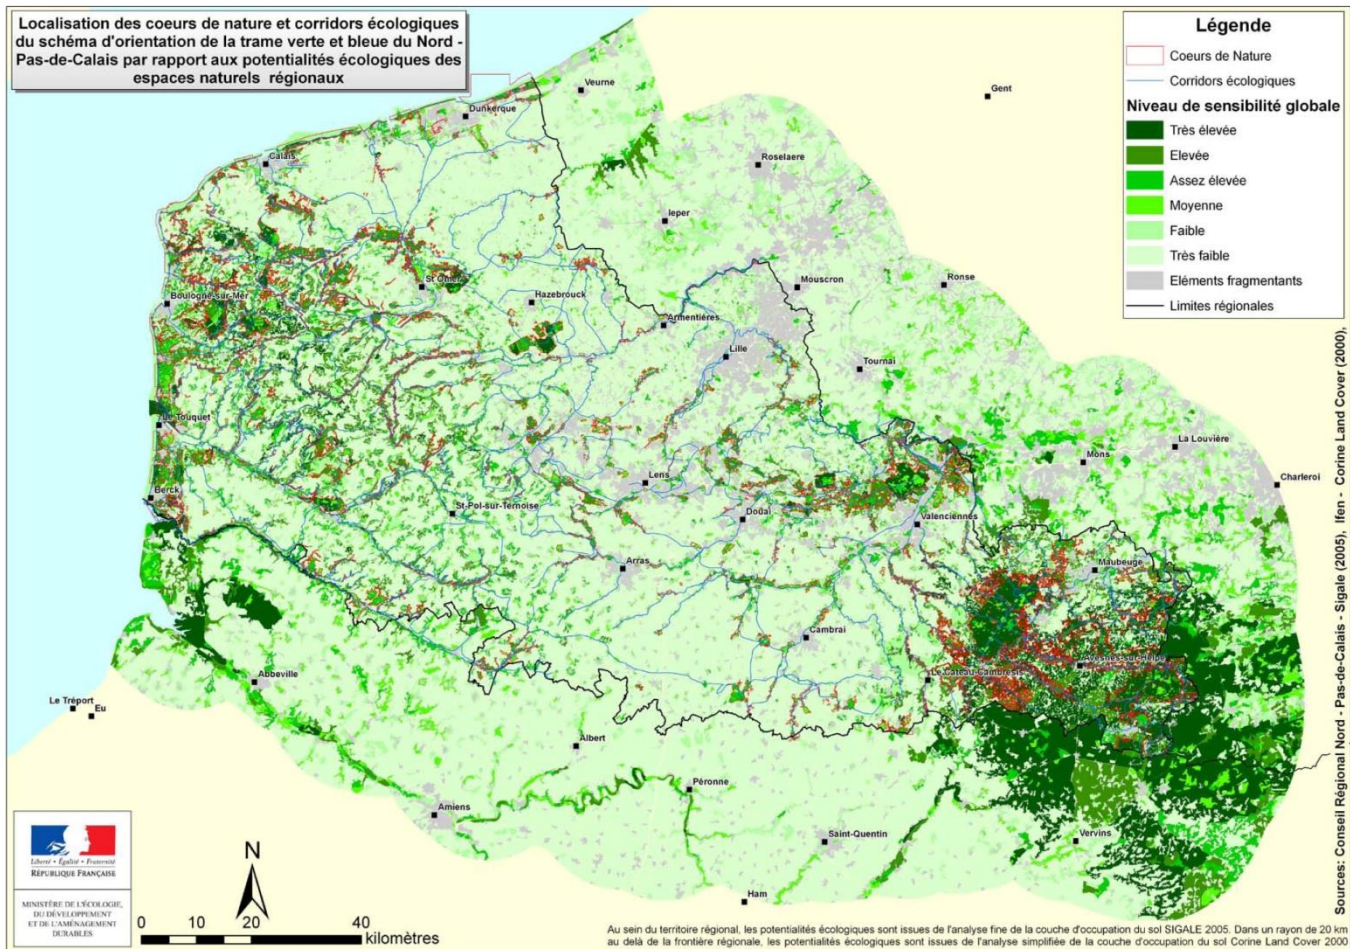 Localisation des coeurs de nature et corridors écologiques
du schéma d'orientation de la trame verte et bleue du Nord -
Pas-de-Calais par rapport aux potentialités écologiques des
espaces naturels régionaux
Légende
Coeurs de Nature
Corridors écologiques
Niveau de sensibilité globale
Très élevée
Elevée
Assez élevée
Moyenne
Faible
Très faible
Eléments fragmentants
Limites régionales
Veurne
Gent
Dunkerque
Calais
Roselaere
Ieper
St Omer
Mouscron
Ronse
Boulogne-sur-Mer
Hazebrouck
Armentières
Lille
Tournai
Le Touquet
La Louvière
Mons
Lens
Charleroi
Berck
St-Pol-sur-Ternoise
Douai
Valenciennes
Arras
Maubeuge
Cambrai
Avesnes-sur-Helpe
Le Cateau-Cambrésis
Abbeville
Le Tréport
Eu
Albert
Péronne
Amiens
Saint-Quentin
Vervins
Ham
Liberté • Égalité • Fraternité
RÉPUBLIQUE FRANÇAISE
MINISTÈRE DE L'ÉCOLOGIE,
DU DÉVELOPPEMENT
ET DE L'AMÉNAGEMENT
DURABLES
N
0 10 20 40
kilomètres
Sources: Conseil Régional Nord - Pas-de-Calais - Sigale (2005), Ifen - Corine Land Cover (2000),
Au sein du territoire régional, les potentialités écologiques sont issues de l'analyse fine de la couche d'occupation du sol SIGALE 2005. Dans un rayon de 20 km
au delà de la frontière régionale, les potentialités écologiques sont issues de l'analyse simplifiée de la couche d'occupation du sol Corine Land Cover 2000